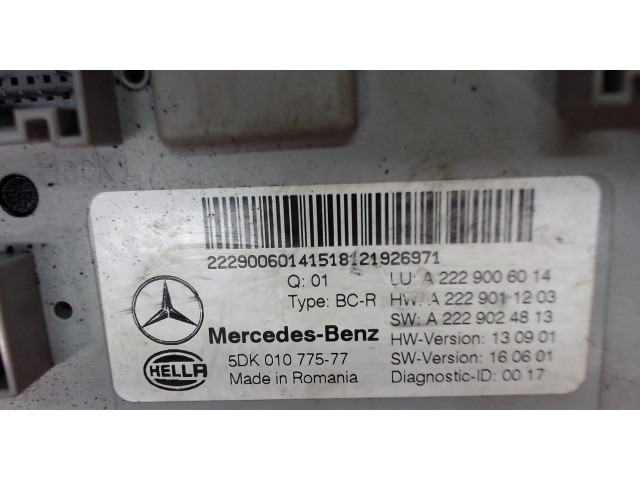 2229006014151812192​6971
Q: 01
LU: A 222 900 60 14
Type: BC-R
HW: A 222 901 12 03
SW: A 222 902 48 13
Mercedes-Benz
HW-Version: 13 09 01
HELLA
5DK 010 775-77
SW-Version: 16 06 01
Made in Romania
Diagnostic-ID: 00 17